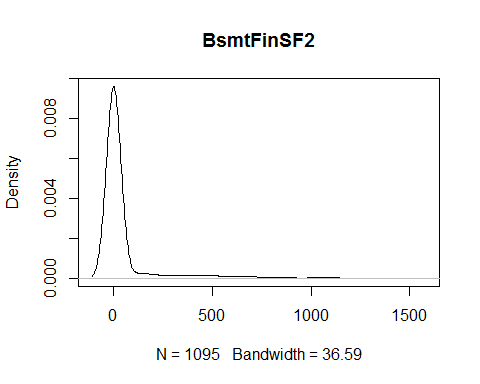 BsmtFinSF2
Density
0.008
0.004
0.000
0 500 1000 1500
N = 1095 Bandwidth = 36.59